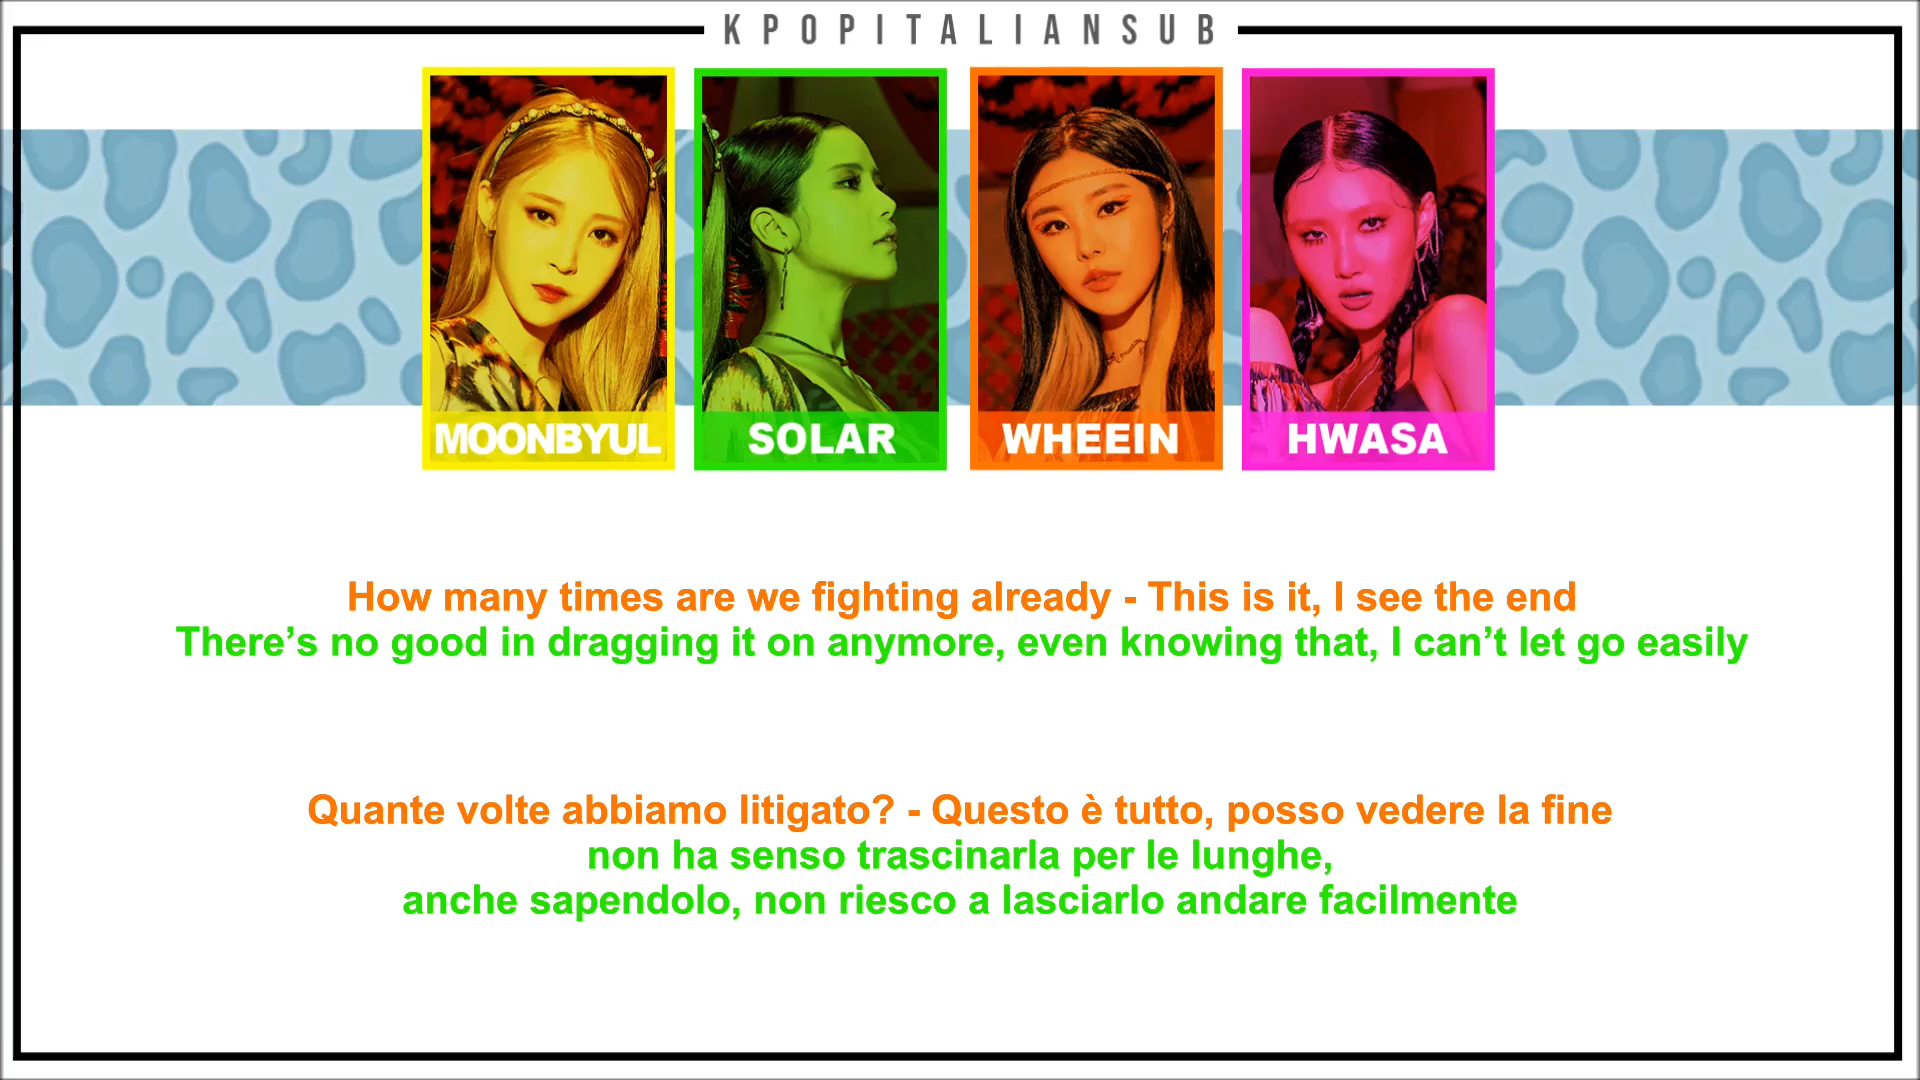 KPOPITALIANSUB
MOONBYUL
SOLAR
WHEEIN
HWASA
How many times are we fighting already - This is it, I see the end
There’s no good in dragging it on anymore, even knowing that, I can’t let go easily
Quante volte abbiamo litigato? - Questo è tutto, posso vedere la fine
non ha senso trascinarla per le lunghe,
anche sapendolo, non riesco a lasciarlo andare facilmente